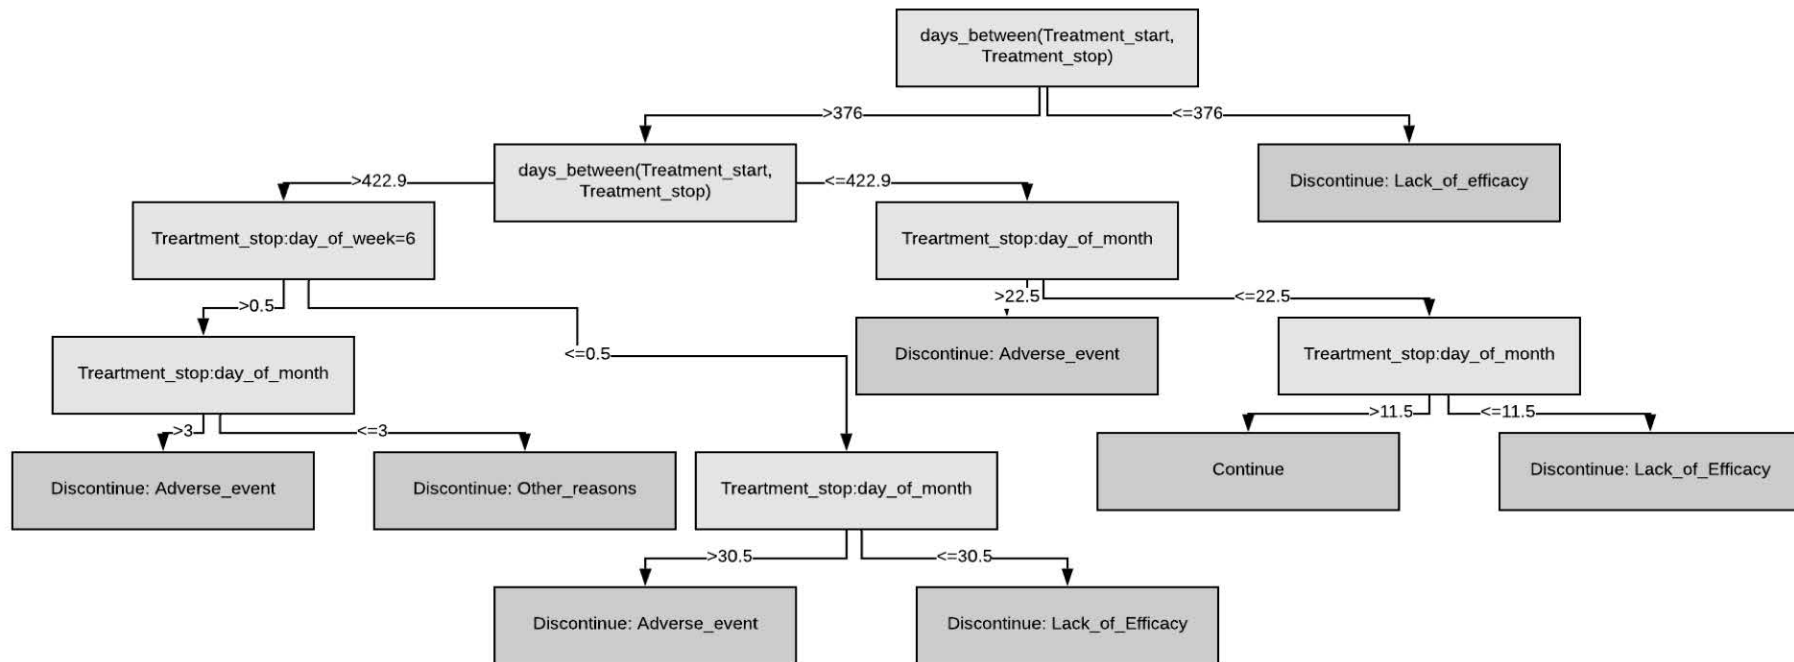 days_between(Treatment_start,
Treatment_stop)
>376
<=376
days_between(Treatment_start,
Treatment_stop)
Discontinue: Lack_of_efficacy
>422.9
<=422.9
Treartment_stop:day_of_week=6
Treartment_stop:day_of_month
>0.5
>22.5
<=22.5
<=0.5
Treartment_stop:day_of_month
Discontinue: Adverse_event
Treartment_stop:day_of_month
>3
<=3
>11.5
<=11.5
Discontinue: Adverse_event
Discontinue: Other_reasons
Treartment_stop:day_of_month
Continue
Discontinue: Lack_of_Efficacy
>30.5
<=30.5
Discontinue: Adverse_event
Discontinue: Lack_of_Efficacy